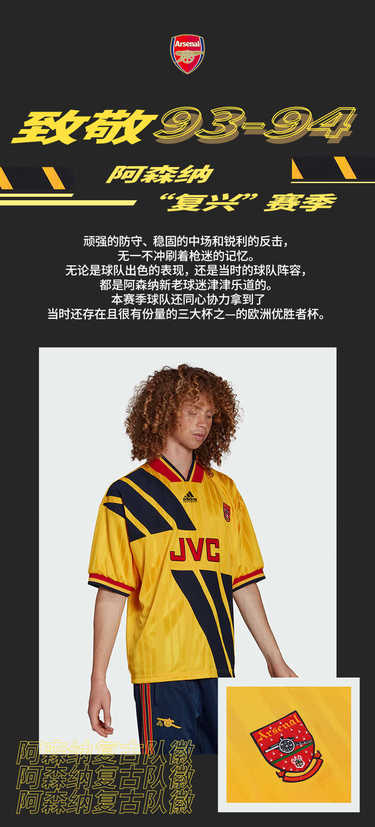 Arsenal
致敬93-94
阿森纳
“复兴”赛季
顽强的防守、稳固的中场和锐利的反击，
无一不冲刷着枪迷的记忆。
无论是球队出色的表现，还是当时的球队阵容，
都是阿森纳新老球迷津津乐道的。
本赛季球队还同心协力拿到了
当时还存在且很有份量的三大杯之一的欧洲优胜者杯。
adidas
JVC
Arsenal
阿森纳复古队徽
阿森纳复古队徽
阿森纳复古队徽